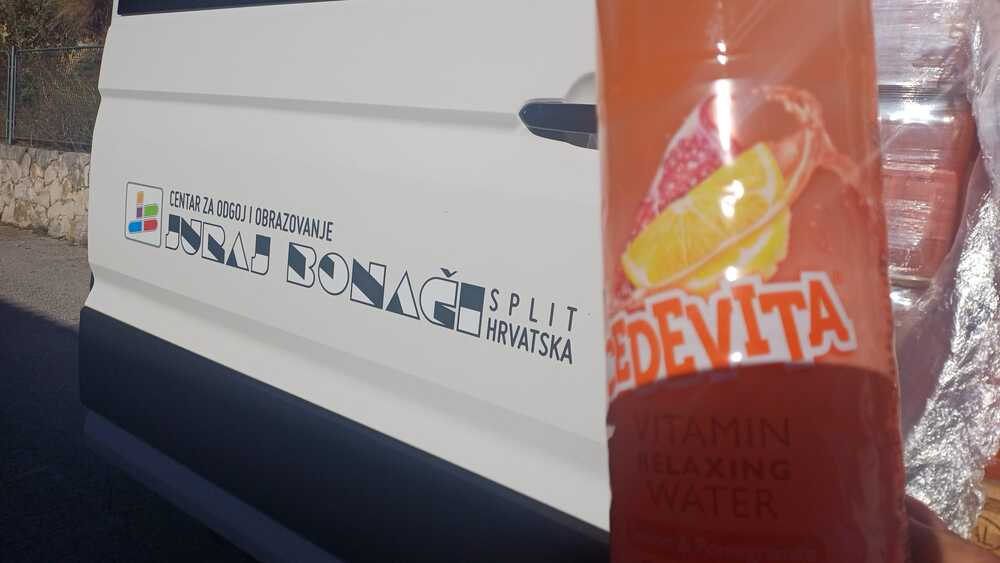 CENTAR ZA ODGOJ I OBRAZOVANJE
JURAJ BONAČI
SPLIT
HRVATSKA
CEDEVITA
VITAMIN
RELAXING
WATER